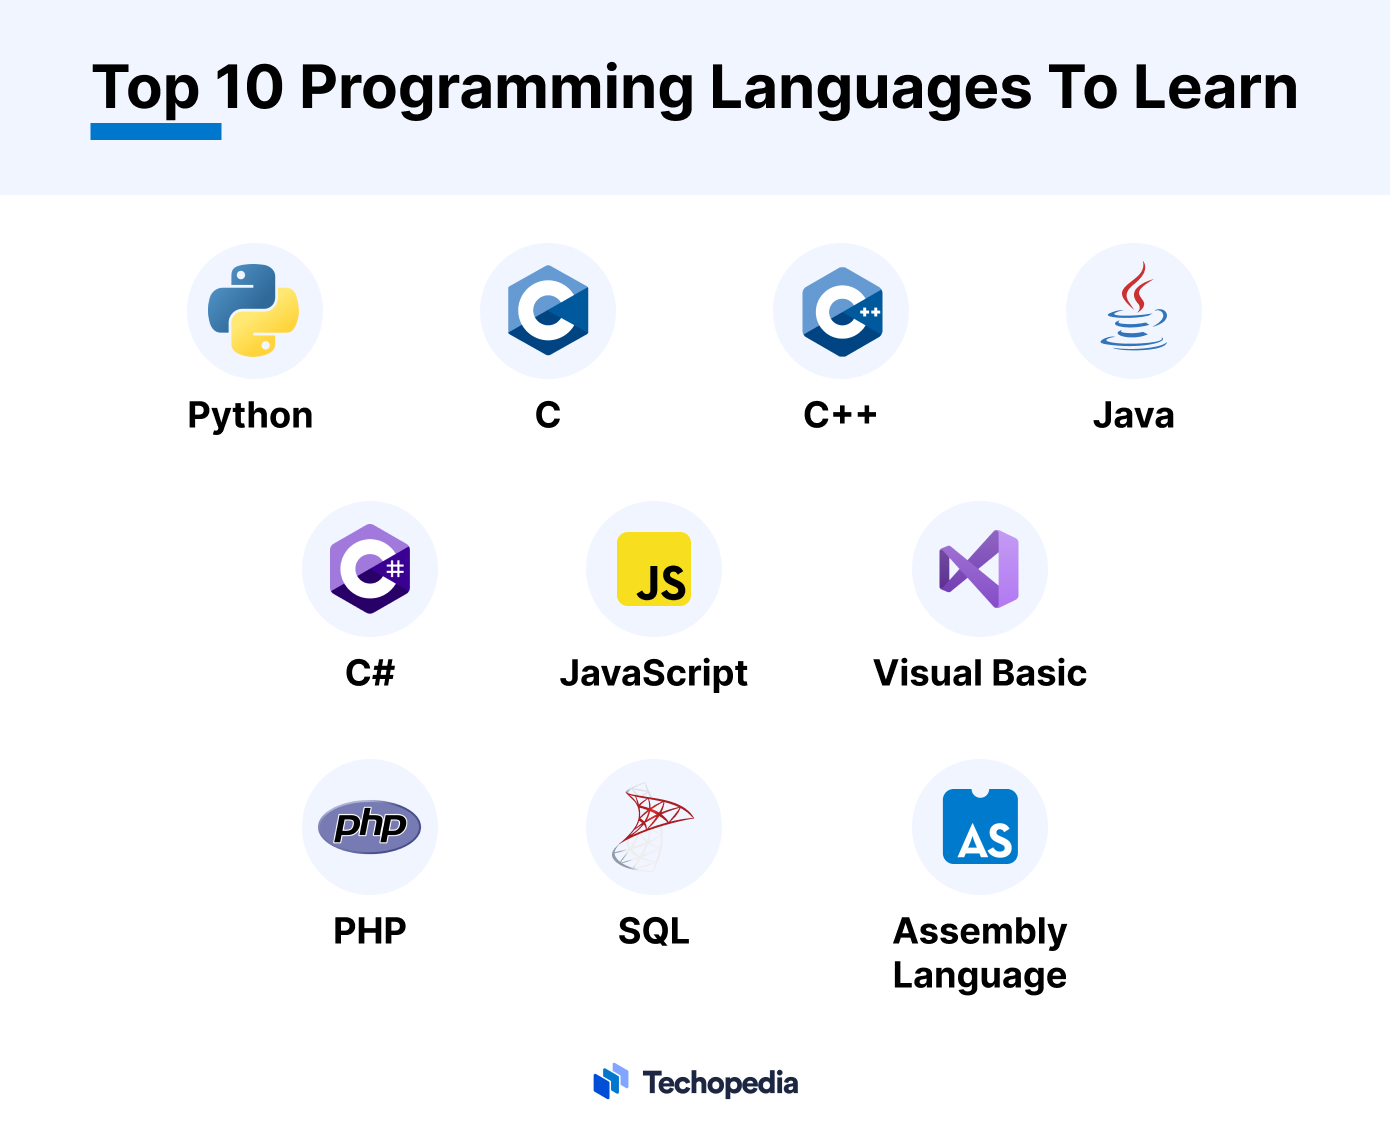 Top 10 Programming Languages To Learn
Python
C
C++
Java
C#
JS
JavaScript
Visual Basic
php
PHP
SQL
AS
Assembly
Language
Techopedia